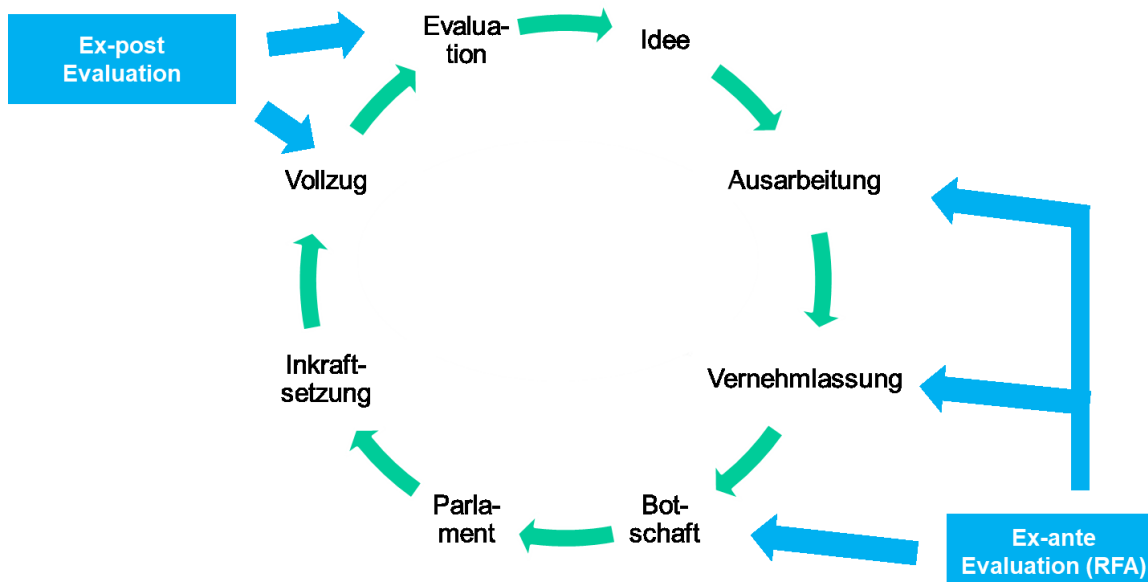 Ex-post
Evaluation
Evalua-
tion
Idee
Vollzug
Ausarbeitung
Inkraft-
setzung
Vernehmlassung
Parla-
ment
Bot-
schaft
Ex-ante
Evaluation (RFA)